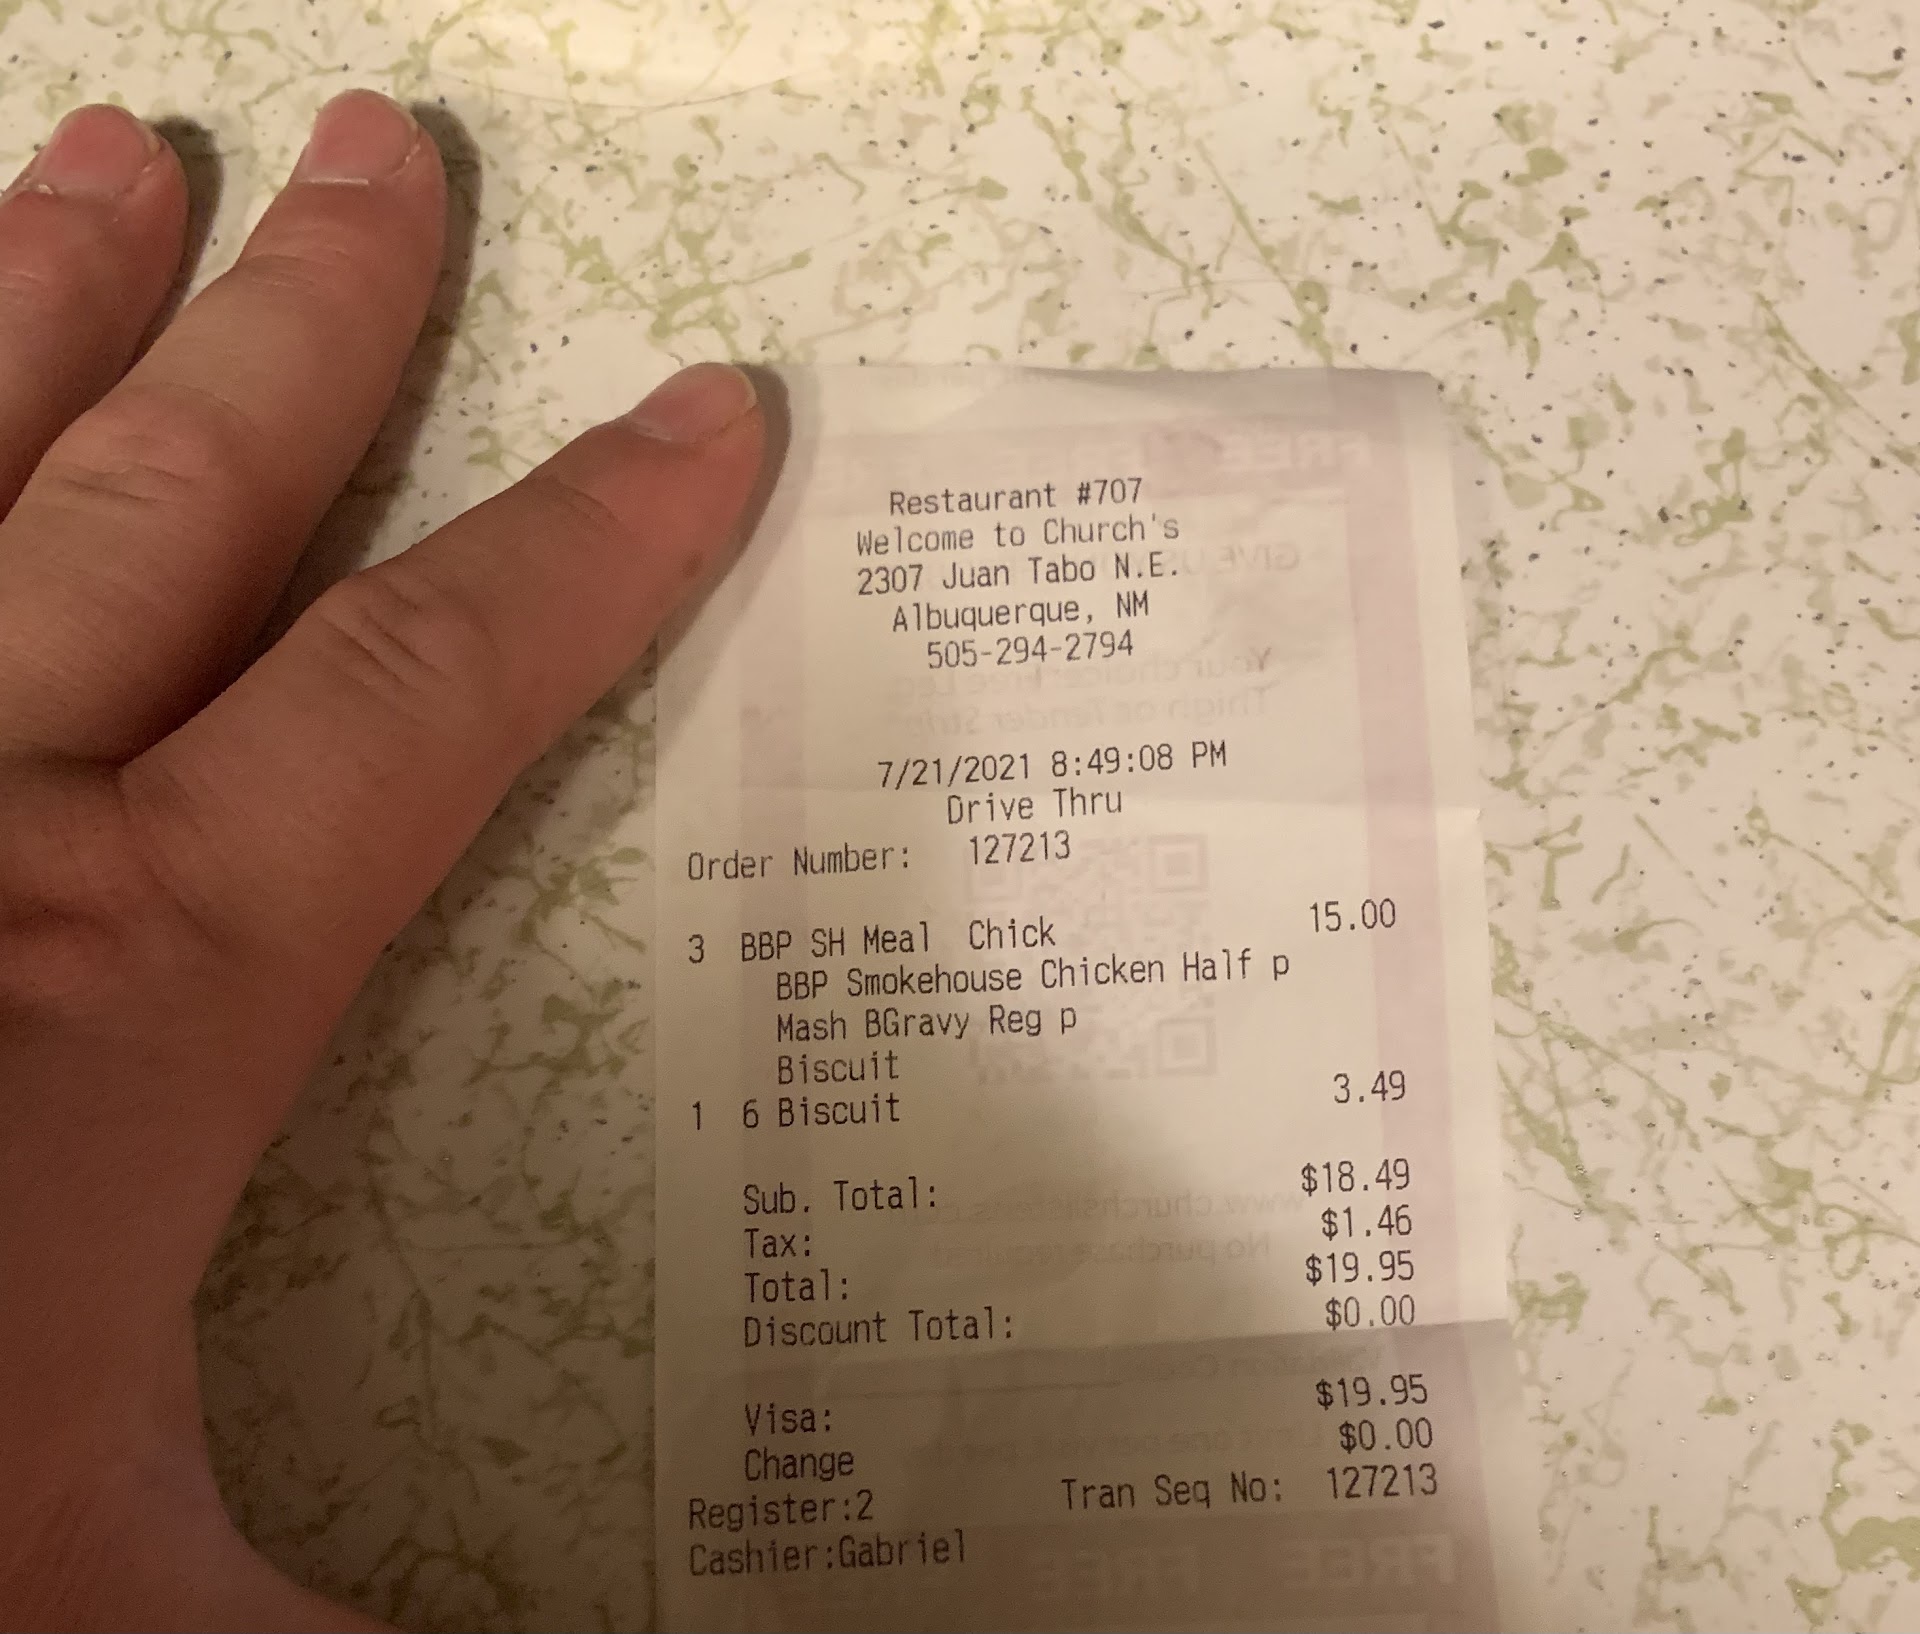 Restaurant #707
Welcome to Church's
2307 Juan Tabo N.E.
Albuquerque, NM
505-294-2794
7/21/2021 8:49:08 PM
Drive Thru
Order Number: 127213
3 BBP SH Meal Chick 15.00
BBP Smokehouse Chicken Half p
Mash BGravy Reg p
Biscuit
1 6 Biscuit 3.49
Sub. Total: $18.49
Tax: $1.46
Total: $19.95
Discount Total: $0.00
Visa: $19.95
Change $0.00
Register:2 Tran Seq No: 127213
Cashier:Gabriel